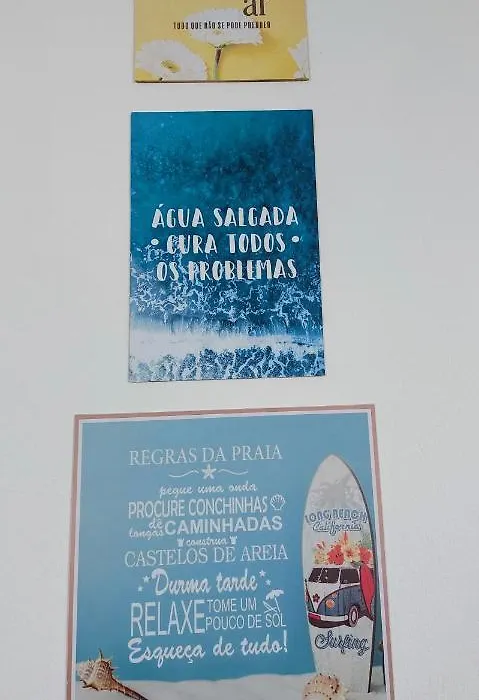 ar
TUDO QUE NÃO SE PODE PERDER
ÁGUA SALGADA
• CURA TODOS •
OS PROBLEMAS
REGRAS DA PRAIA
pegue uma onda
PROCURE CONCHINHAS
dê longas CAMINHADAS
construa
CASTELOS DE AREIA
Durma tarde
RELAXE TOME UM
POUCO DE SOL
Esqueça de tudo!
LONG BEACH
California
Surfing